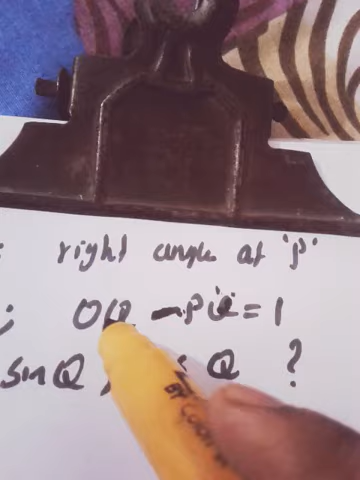 : right angle at 'P'
; OQ - PQ = 1
sinQ, Q ?